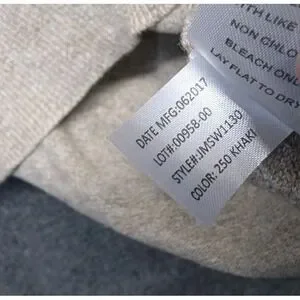 ITH LIKE
NON CHLO
BLEACH ONL
LAY FLAT TO DR
DATE MFG:062017
LOT#:00958-00
STYLE#:JMSW1130
COLOR: 250 KHAKI